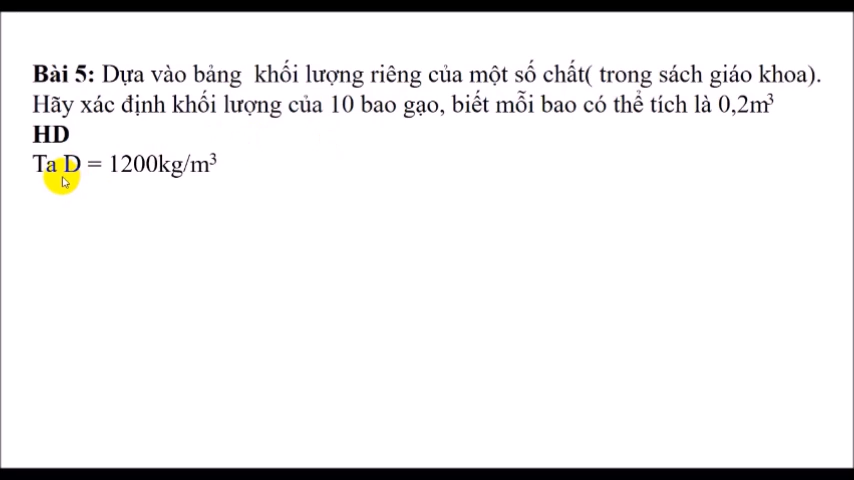 Bài 5: Dựa vào bảng khối lượng riêng của một số chất( trong sách giáo khoa).
Hãy xác định khối lượng của 10 bao gạo, biết mỗi bao có thể tích là 0,2m³
HD
Ta D = 1200kg/m³